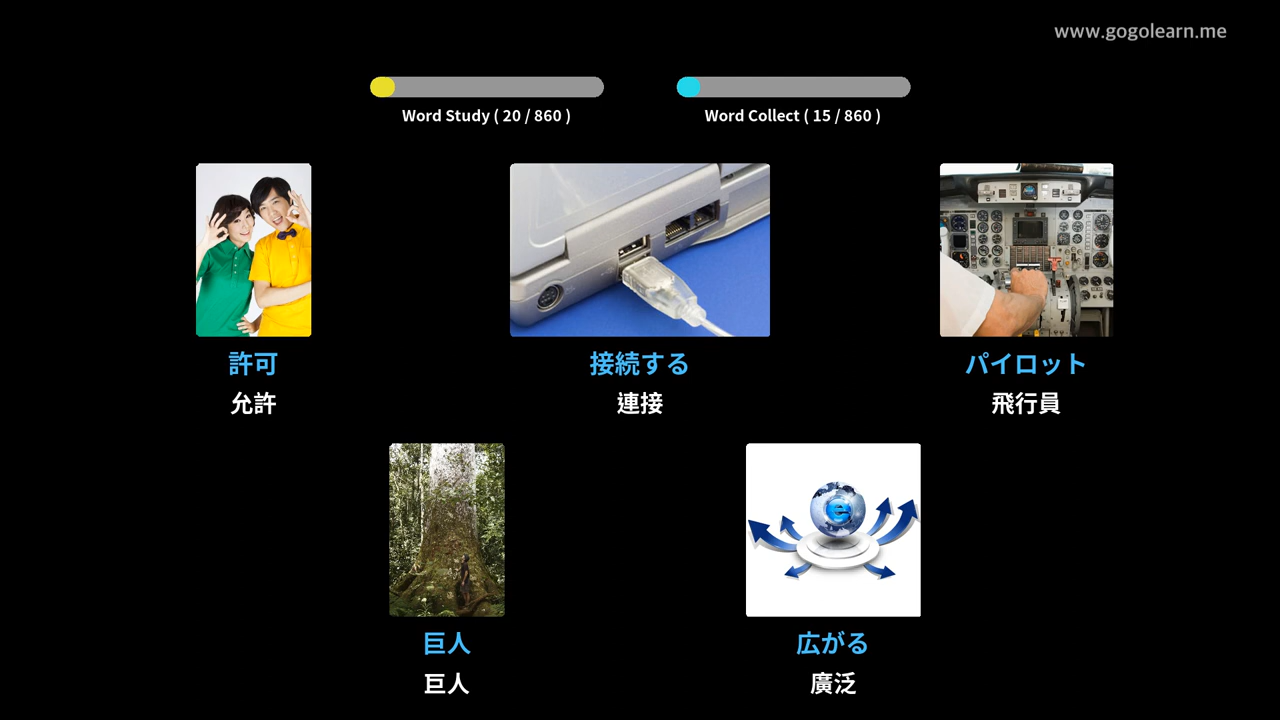 www.gogolearn.me
Word Study ( 20 / 860 )
Word Collect ( 15 / 860 )
許可
允許
接続する
連接
パイロット
飛行員
巨人
巨人
広がる
廣泛